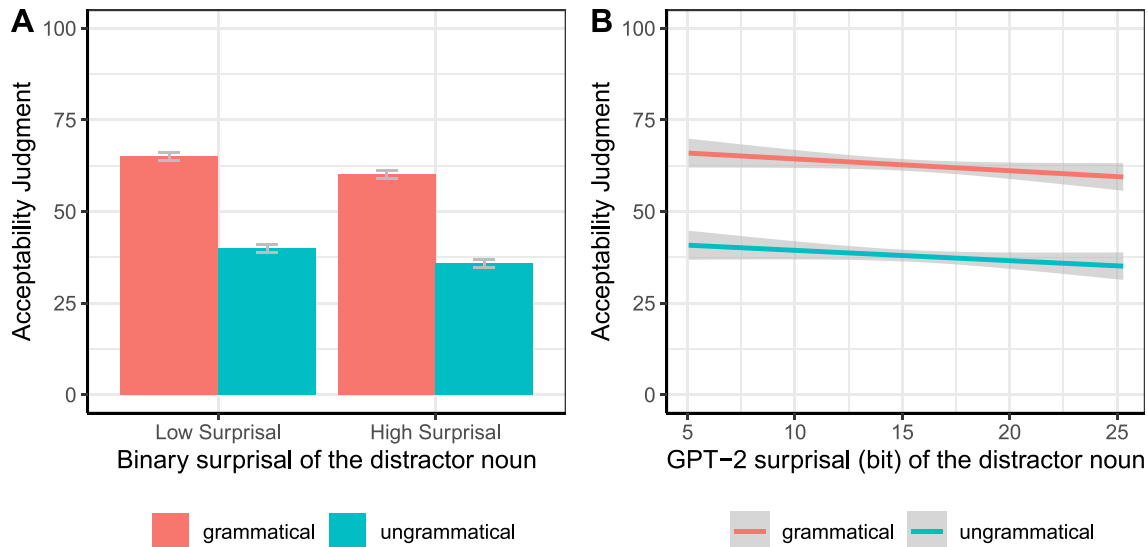 A
Acceptability Judgment
100
75
50
25
0
Low Surprisal High Surprisal
Binary surprisal of the distractor noun
grammatical ungrammatical
B
Acceptability Judgment
100
75
50
25
0
5 10 15 20 25
GPT−2 surprisal (bit) of the distractor noun
grammatical ungrammatical